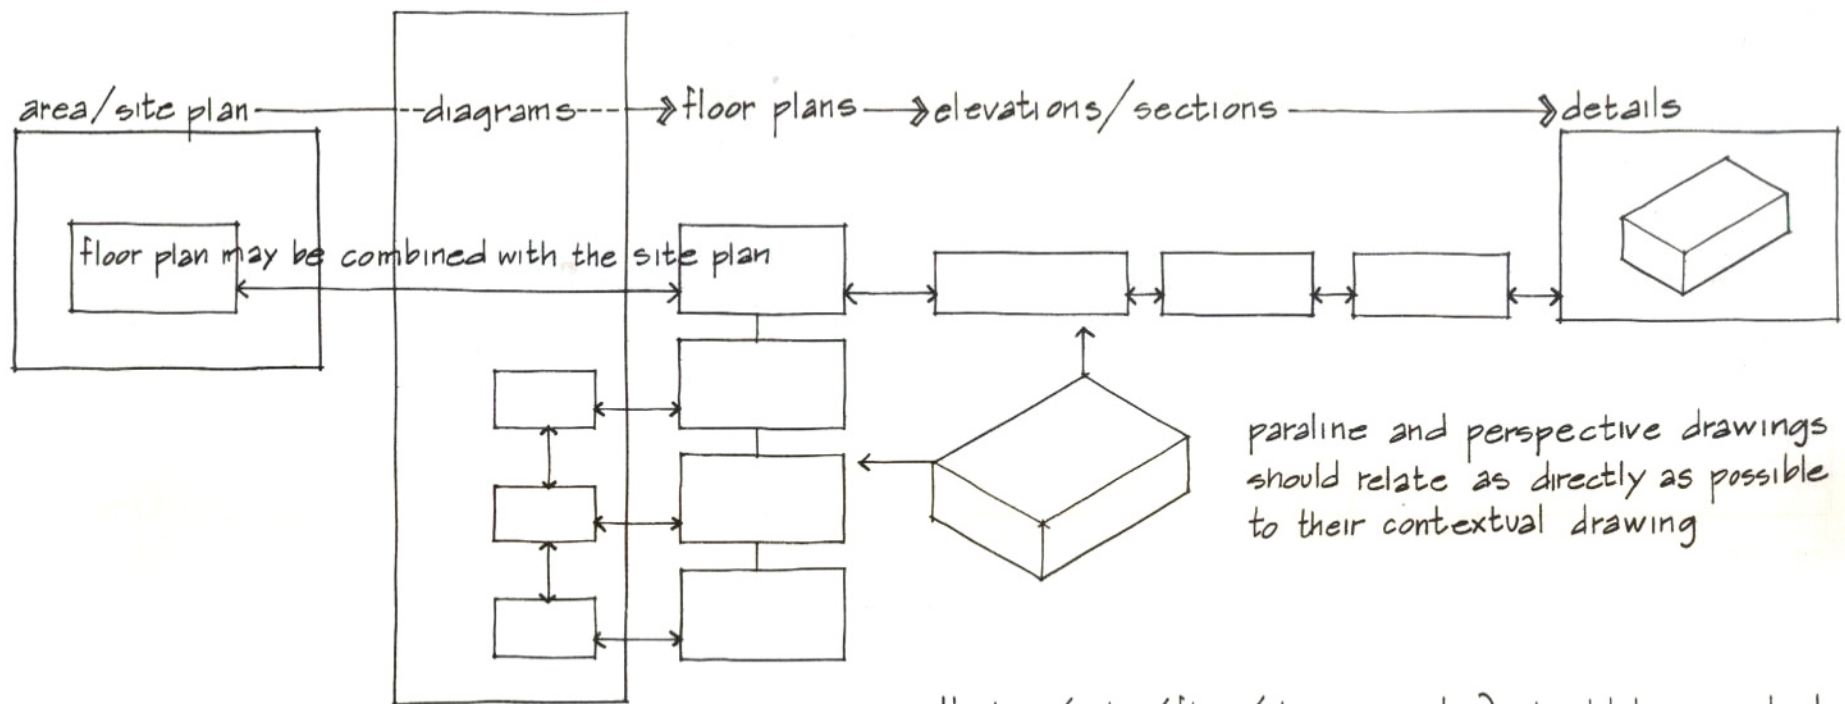 area/site plan
diagrams
floor plans
elevations/sections
details
floor plan may be combined with the site plan
paraline and perspective drawings
should relate as directly as possible
to their contextual drawing